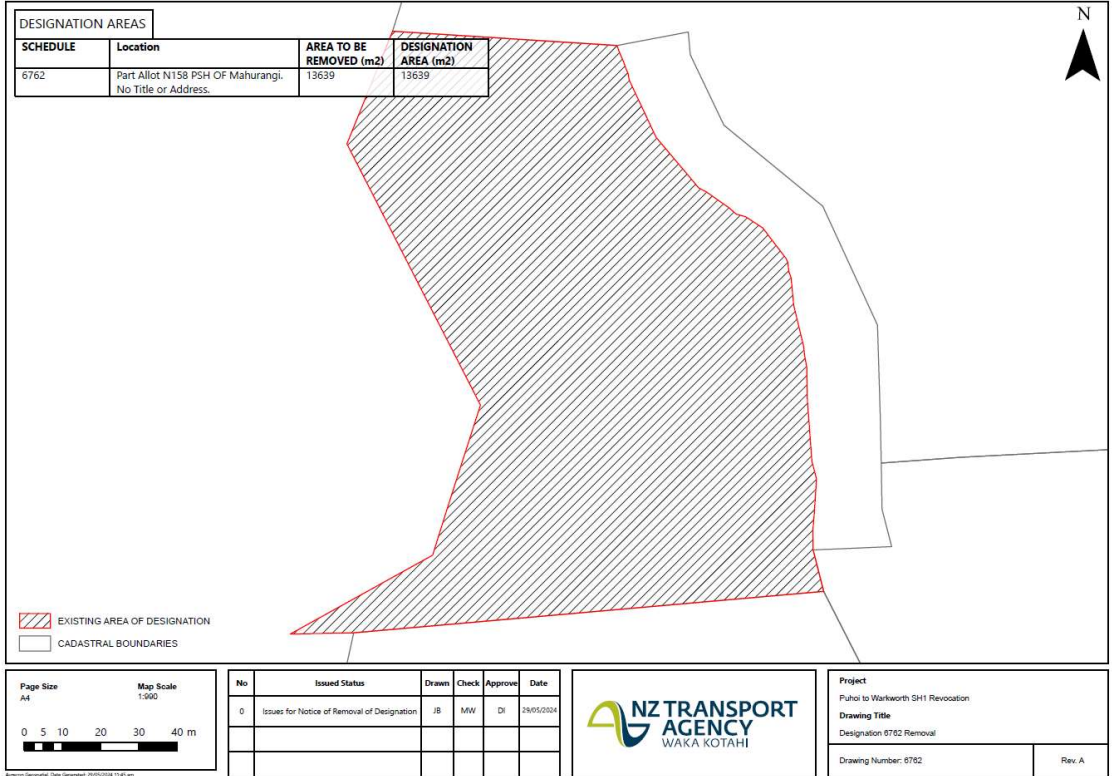 DESIGNATION AREAS
SCHEDULE Location AREA TO BE REMOVED (m2) DESIGNATION AREA (m2)
6762 Part Allot N158 PSH OF Mahurangi. No Title or Address. 13639 13639
N
EXISTING AREA OF DESIGNATION
CADASTRAL BOUNDARIES
Page Size Map Scale
A4 1:990
0 5 10 20 30 40 m
No Issued Status Drawn Check Approve Date
0 Issues for Notice of Removal of Designation JB MW DI 29/05/2024
NZ TRANSPORT
AGENCY
WAKA KOTAHI
Project
Puhoi to Warkworth SH1 Revocation
Drawing Title
Designation 6762 Removal
Drawing Number: 6762 Rev. A